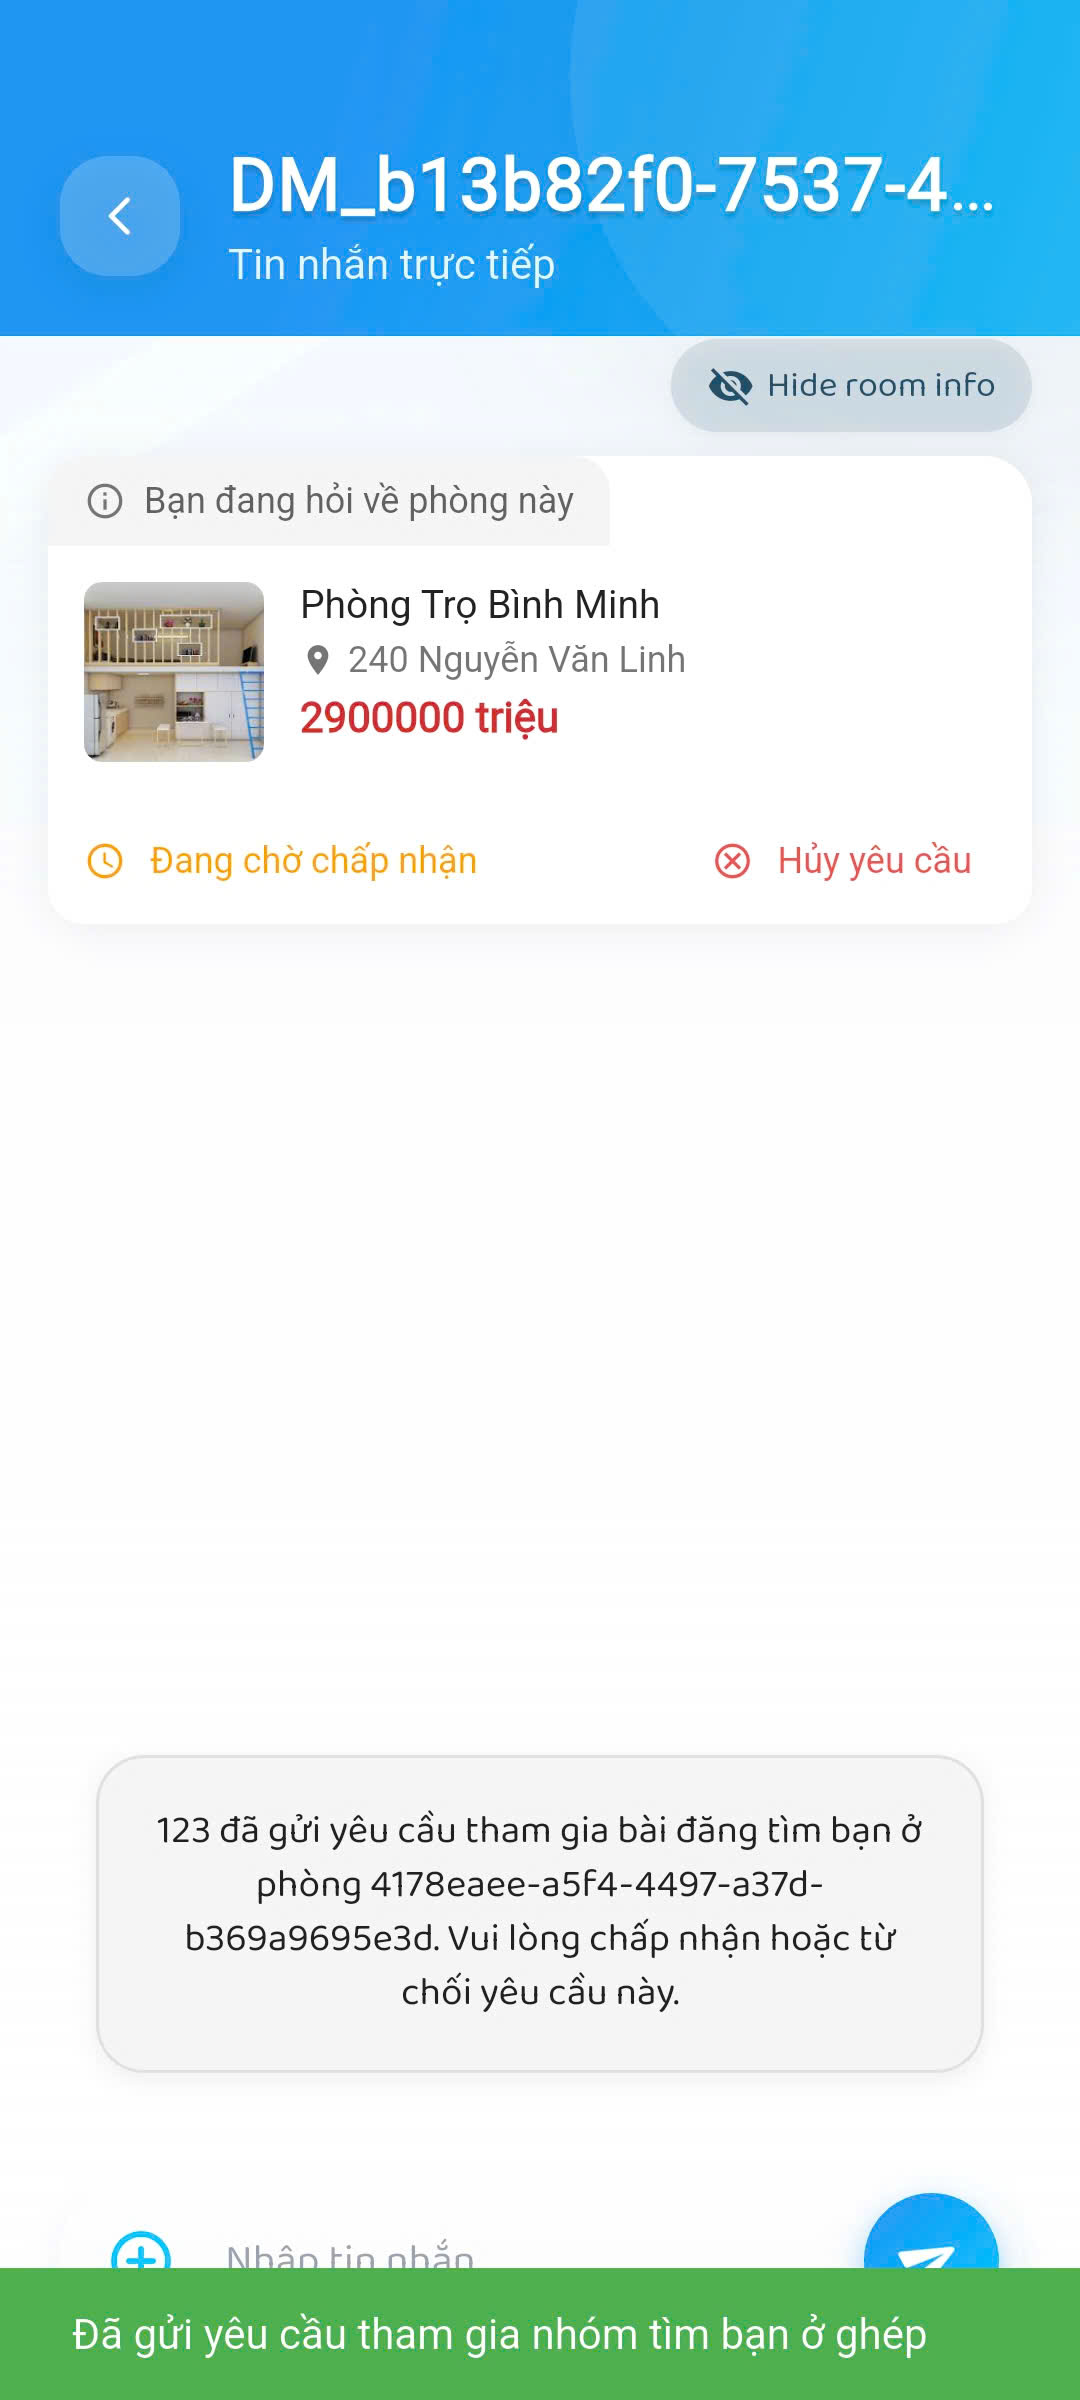 DM_b13b82f0-7537-4...
Tin nhắn trực tiếp
Hide room info
Bạn đang hỏi về phòng này
Phòng Trọ Bình Minh
240 Nguyễn Văn Linh
2900000 triệu
Đang chờ chấp nhận
Hủy yêu cầu
123 đã gửi yêu cầu tham gia bài đăng tìm bạn ở
phòng 4178eaee-a5f4-4497-a37d-
b369a9695e3d. Vui lòng chấp nhận hoặc từ
chối yêu cầu này.
Nhập tin nhắn
Đã gửi yêu cầu tham gia nhóm tìm bạn ở ghép